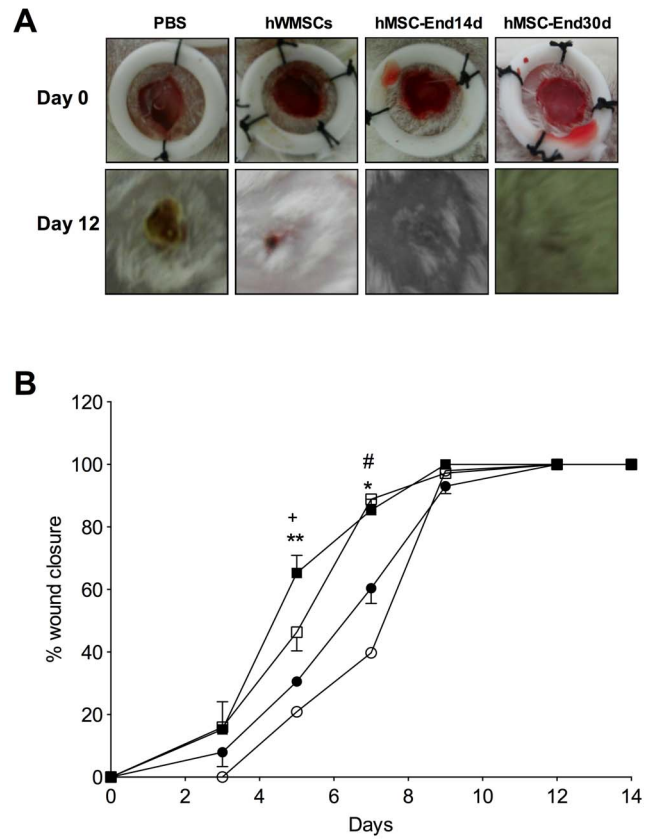 A
PBS hWMSCs hMSC-End14d hMSC-End30d
Day 0
Day 12
B
120
100
80
60
40
20
0
% wound closure
+
**
#
*
0 2 4 6 8 10 12 14
Days